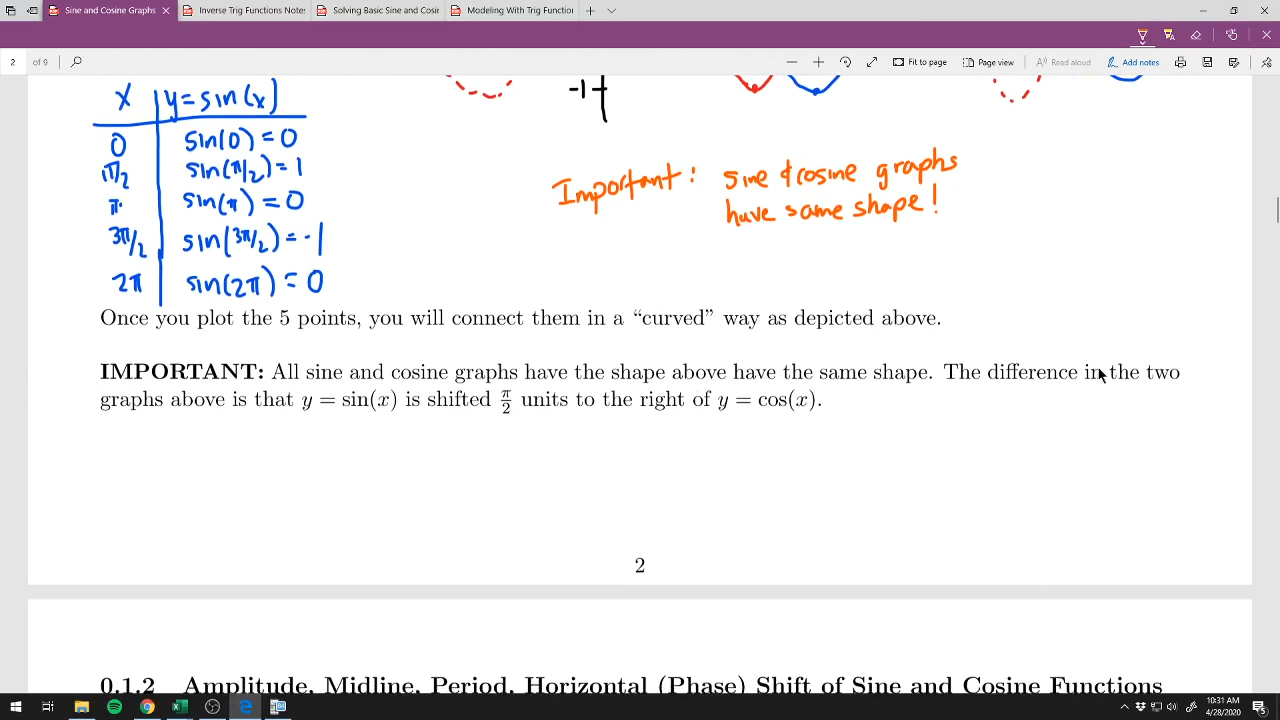 Sine and Cosine Graphs
Inverse Trig Functions Notes
Solving Basic Sine and Cosir
Modeling With Trig Function
2 of 9
Fit to page
Page view
Read aloud
Add notes
x y = sin(x)
-1
0 sin(0) = 0
π/2 sin(π/2) = 1
π sin(π) = 0
3π/2 sin(3π/2) = -1
2π sin(2π) = 0
Important: sine & cosine graphs
have same shape!
Once you plot the 5 points, you will connect them in a “curved” way as depicted above.
IMPORTANT: All sine and cosine graphs have the shape above have the same shape. The difference in the two
graphs above is that y = sin(x) is shifted π/2 units to the right of y = cos(x).
2
0.1.2 Amplitude, Midline, Period, Horizontal (Phase) Shift of Sine and Cosine Functions
10:31 AM
4/28/2020